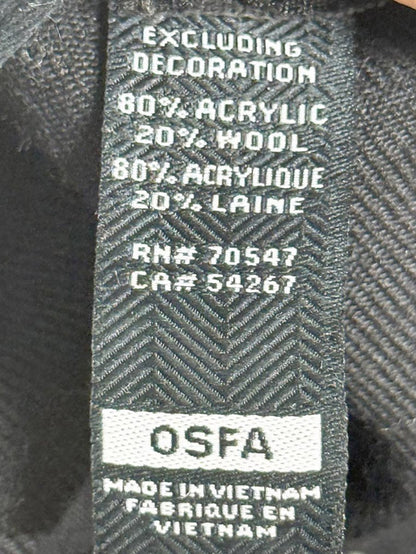 EXCLUDING
DECORATION
80% ACRYLIC
20% WOOL
80% ACRYLIQUE
20% LAINE
RN# 70547
CA# 54267
OSFA
MADE IN VIETNAM
FABRIQUE EN
VIETNAM